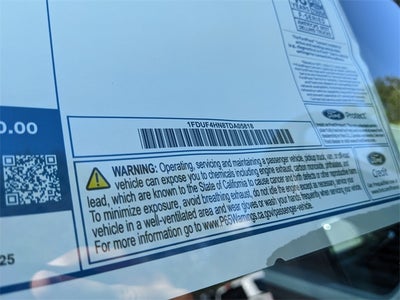 7-SERIES
0.00
1FDUF4HN8TDA05818
Ford Protect
WARNING: Operating, servicing and maintaining a passenger vehicle, pickup truck, van, or off-road
vehicle can expose you to chemicals including engine exhaust, carbon monoxide, phthalates, and
lead, which are known to the State of California to cause cancer and birth defects or other reproductive harm.
To minimize exposure, avoid breathing exhaust, do not idle the engine except as necessary, service your
vehicle in a well-ventilated area and wear gloves or wash your hands frequently when servicing your vehicle.
For more information go to www.P65Warnings.ca.gov/passenger-vehicle.
Ford
Credit
25